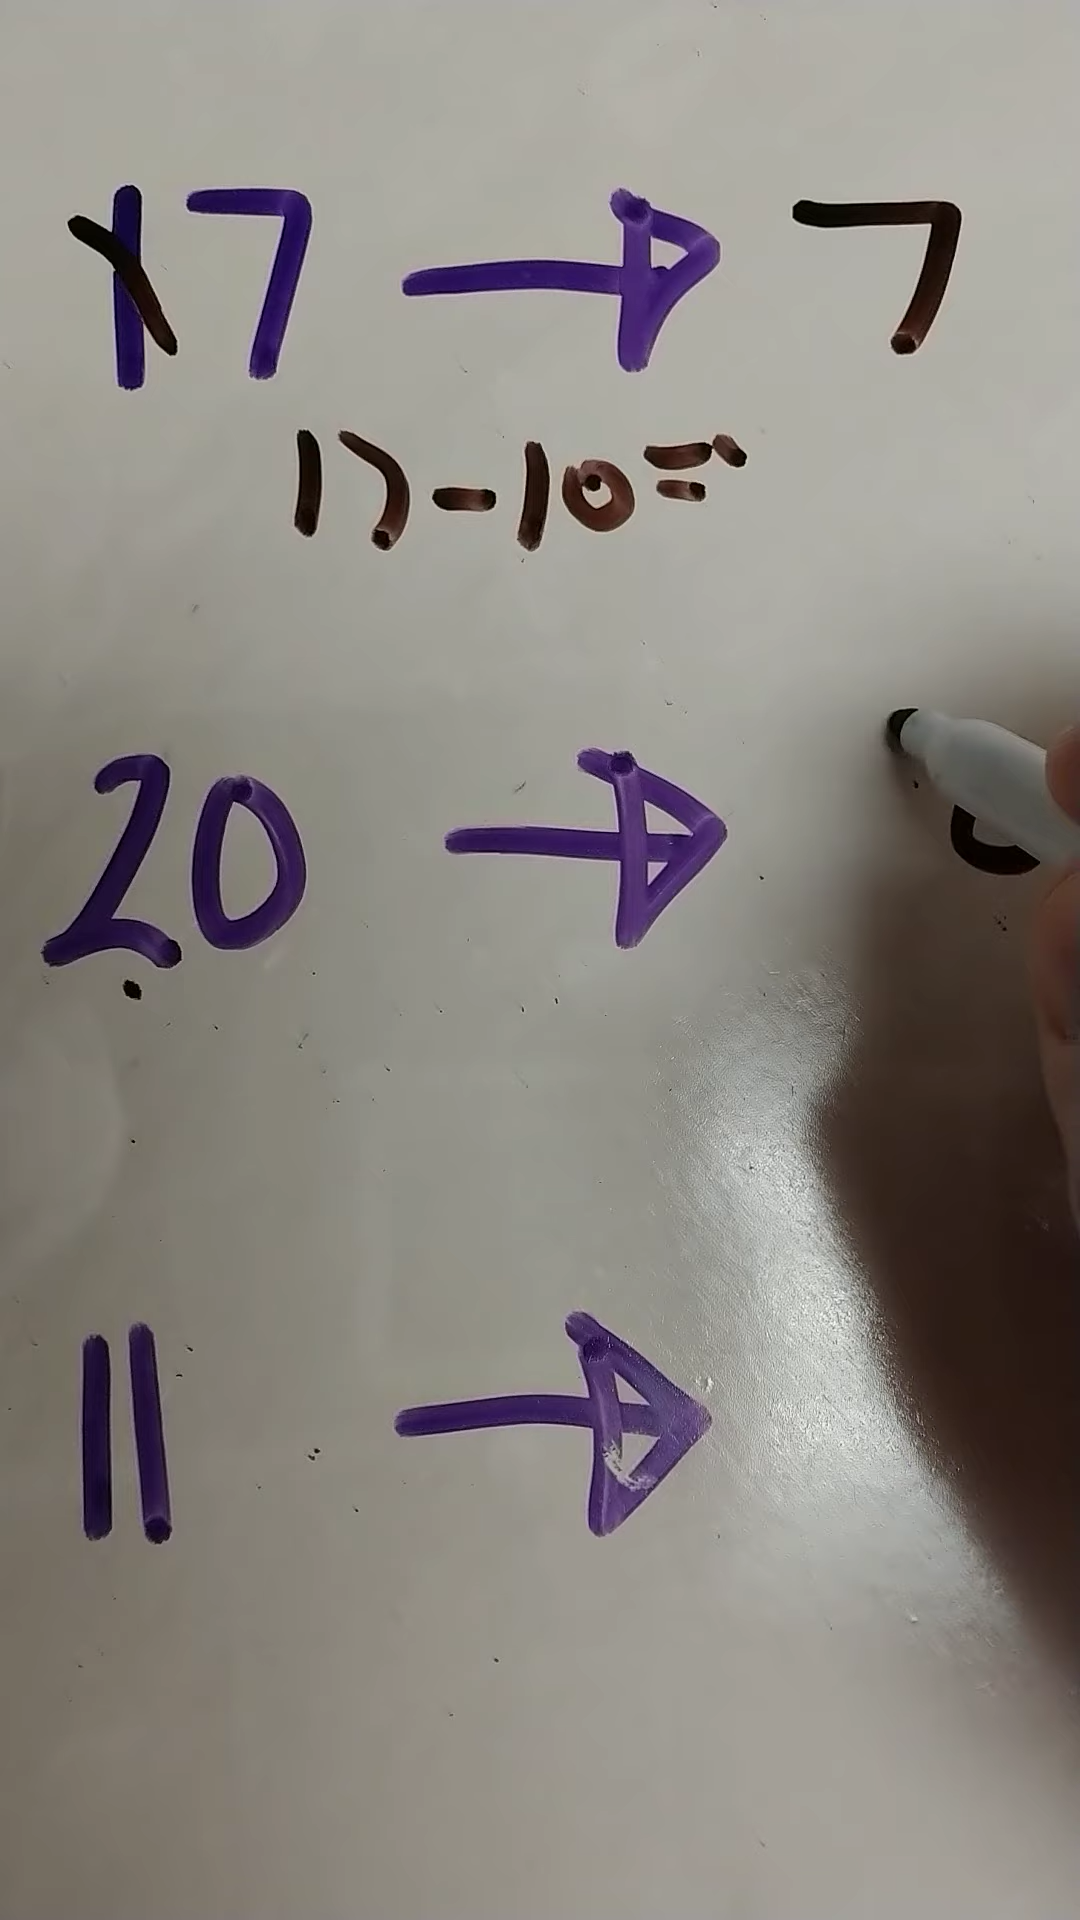 17 → 7
17-10=
20 →
11 →